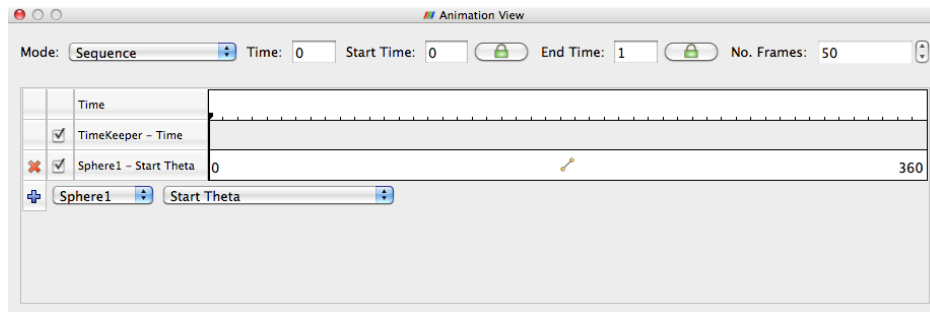 Animation View
Mode: Sequence Time: 0 Start Time: 0 End Time: 1 No. Frames: 50
Time
TimeKeeper – Time
Sphere1 – Start Theta 0 360
Sphere1 Start Theta